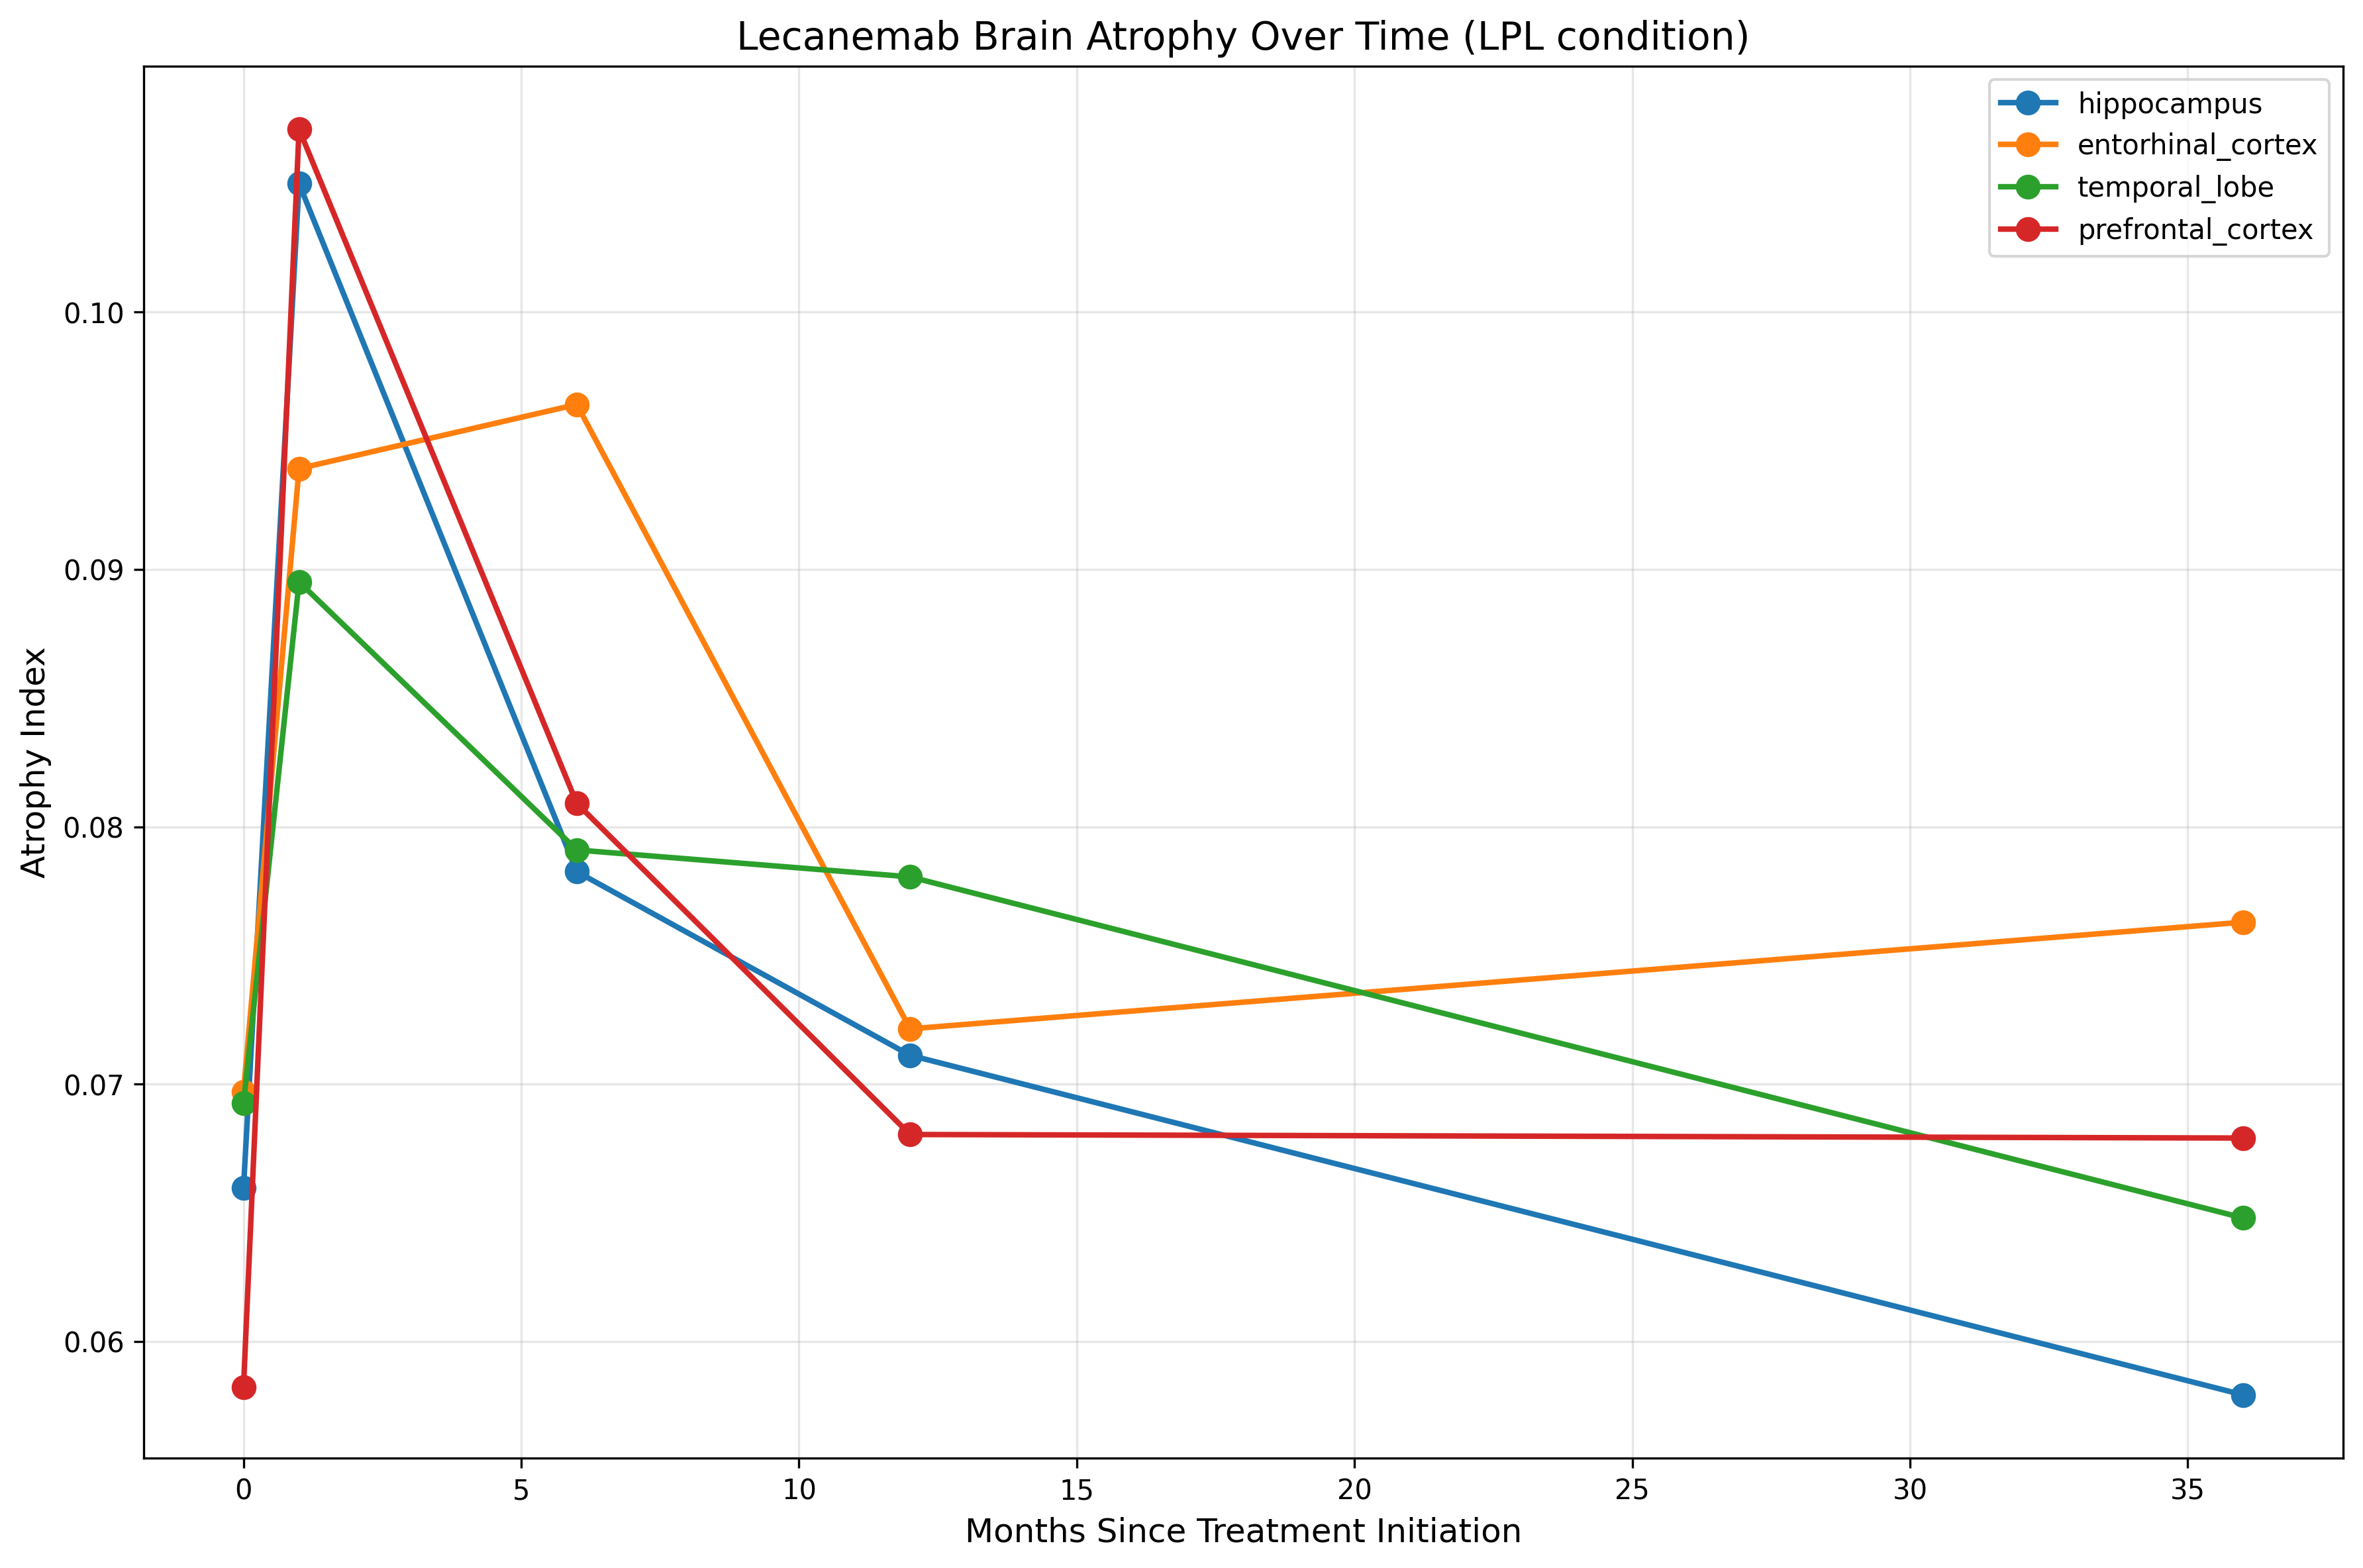 Lecanemab Brain Atrophy Over Time (LPL condition)
hippocampus
entorhinal_cortex
temporal_lobe
prefrontal_cortex
Atrophy Index
0.10
0.09
0.08
0.07
0.06
0 5 10 15 20 25 30 35
Months Since Treatment Initiation